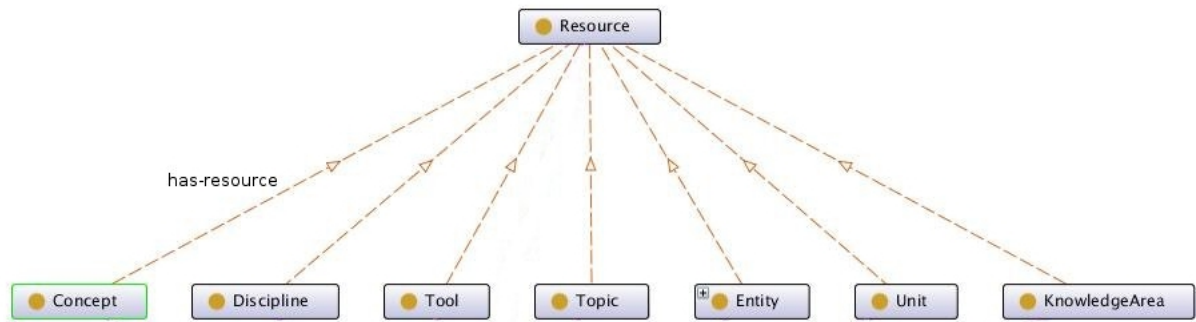 Resource
has-resource
Concept
Discipline
Tool
Topic
Entity
Unit
KnowledgeArea